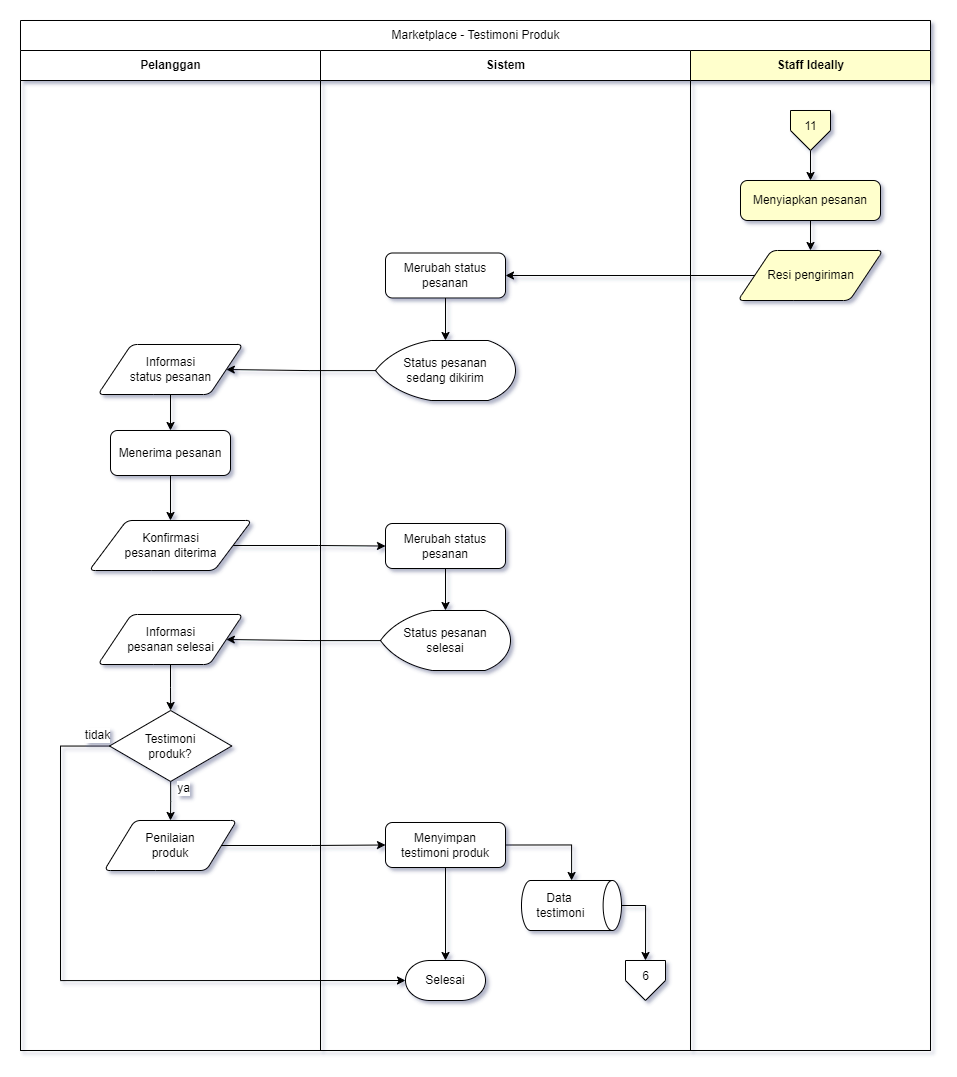 Marketplace - Testimoni Produk
Pelanggan
Sistem
Staff Ideally
11
Menyiapkan pesanan
Resi pengiriman
Merubah status
pesanan
Status pesanan
sedang dikirim
Informasi
status pesanan
Menerima pesanan
Konfirmasi
pesanan diterima
Merubah status
pesanan
Status pesanan
selesai
Informasi
pesanan selesai
Testimoni
produk?
tidak
ya
Penilaian
produk
Menyimpan
testimoni produk
Data
testimoni
Selesai
6